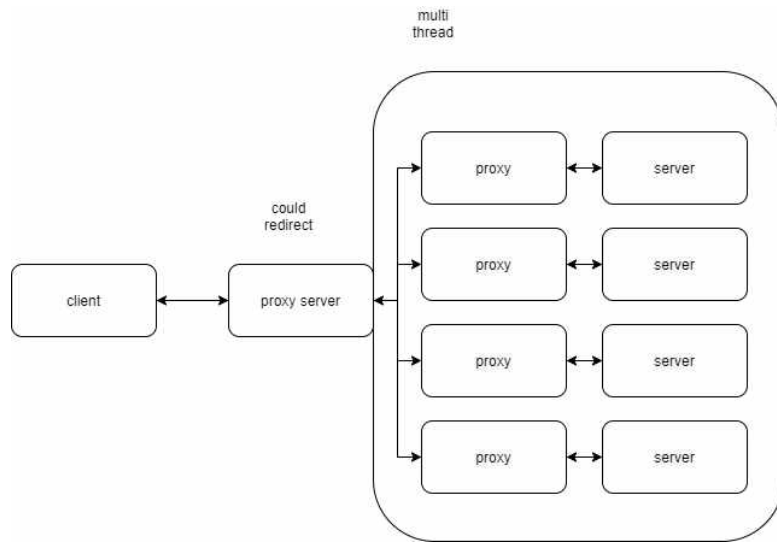 multi
thread
proxy
server
could
redirect
proxy
server
client
proxy server
proxy
server
proxy
server